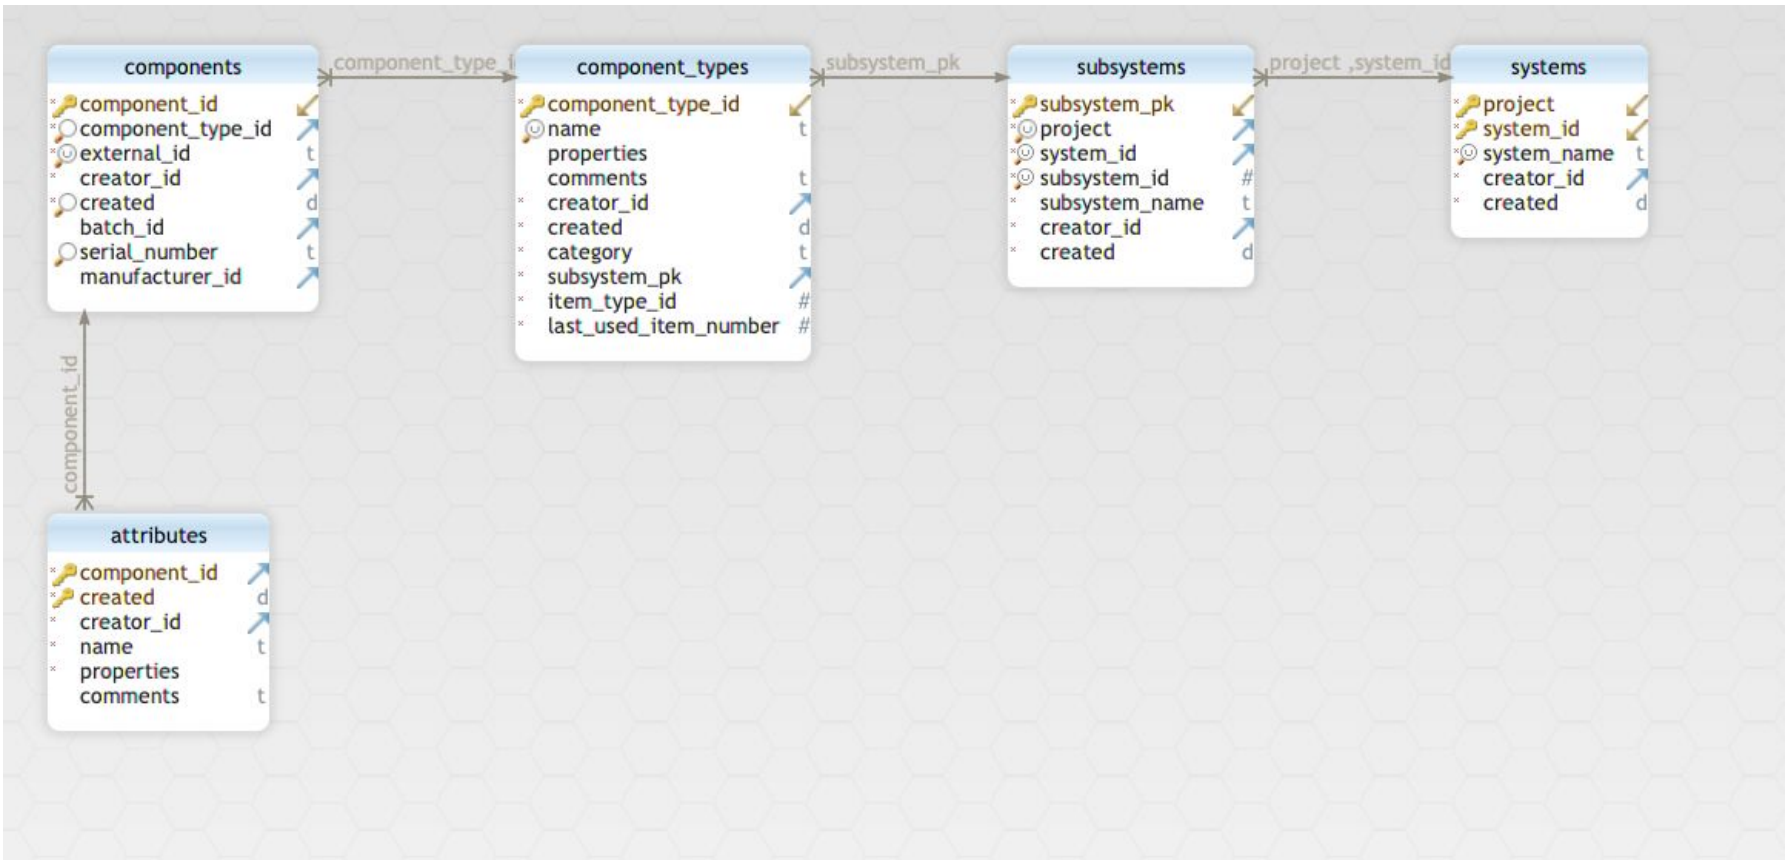 components
component_id
component_type_id
external_id t
creator_id
created d
batch_id
serial_number t
manufacturer_id
component_type_i
component_types
component_type_id
name t
properties
comments t
creator_id
created d
category t
subsystem_pk
item_type_id #
last_used_item_number #
subsystem_pk
subsystems
subsystem_pk
project
system_id
subsystem_id #
subsystem_name t
creator_id
created d
project ,system_id
systems
project
system_id
system_name t
creator_id
created d
component_id
attributes
component_id
created d
creator_id
name t
properties
comments t